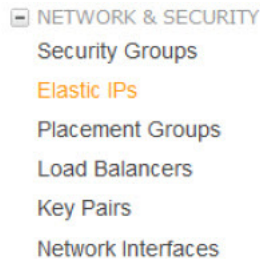 NETWORK & SECURITY
Security Groups
Elastic IPs
Placement Groups
Load Balancers
Key Pairs
Network Interfaces